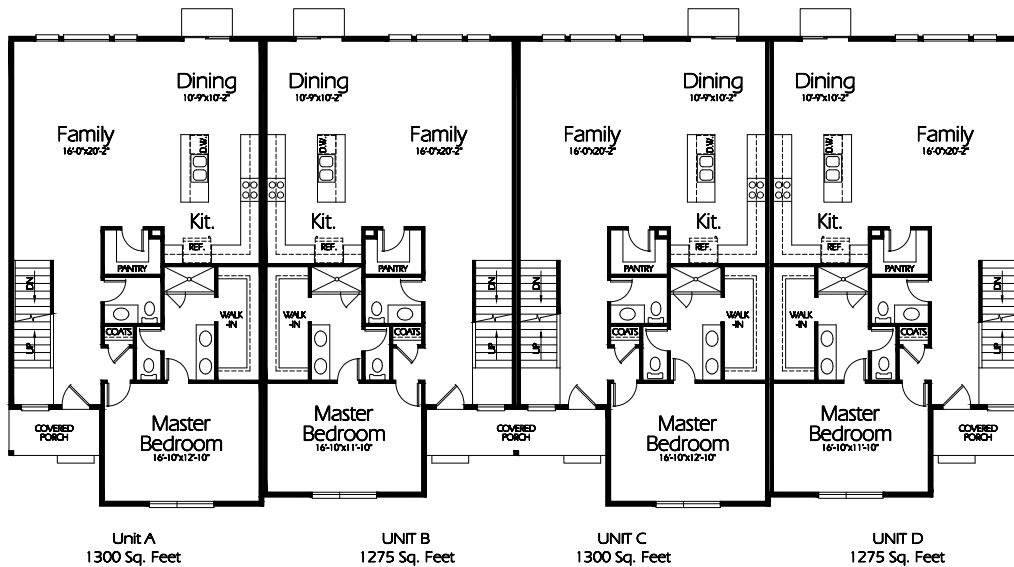 Dining
10'-9"x10'-2"
Family
16'-0"x20'-2"
D.W.
Kit.
REF.
PANTRY
DN
UP
COATS
WALK
-IN
Master
Bedroom
16'-10"x12'-10"
COVERED
PORCH
Unit A
1300 Sq. Feet
Dining
10'-9"x10'-2"
Family
16'-0"x20'-2"
D.W.
Kit.
REF.
PANTRY
WALK
-IN
COATS
DN
UP
Master
Bedroom
16'-10"x11'-10"
COVERED
PORCH
UNIT B
1275 Sq. Feet
Dining
10'-9"x10'-2"
Family
16'-0"x20'-2"
D.W.
Kit.
REF.
PANTRY
DN
UP
COATS
WALK
-IN
Master
Bedroom
16'-10"x12'-10"
UNIT C
1300 Sq. Feet
Dining
10'-9"x10'-2"
Family
16'-0"x20'-2"
D.W.
Kit.
REF.
PANTRY
WALK
-IN
COATS
DN
UP
Master
Bedroom
16'-10"x11'-10"
COVERED
PORCH
UNIT D
1275 Sq. Feet